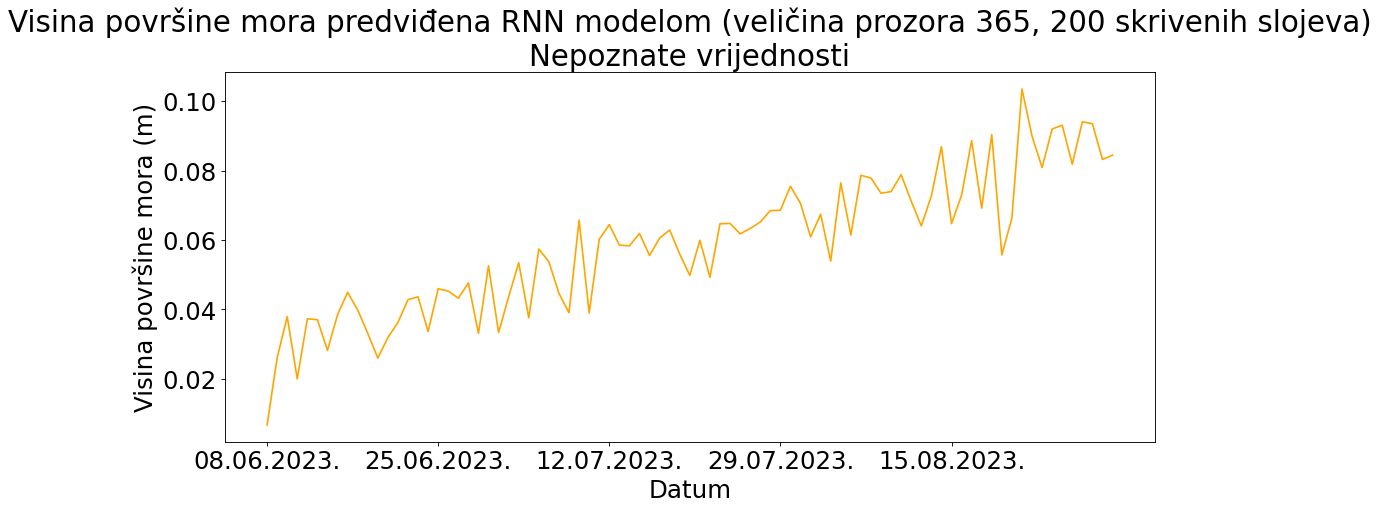 Visina površine mora predviđena RNN modelom (veličina prozora 365, 200 skrivenih slojeva)
Nepoznate vrijednosti
Visina površine mora (m)
0.10
0.08
0.06
0.04
0.02
08.06.2023. 25.06.2023. 12.07.2023. 29.07.2023. 15.08.2023.
Datum